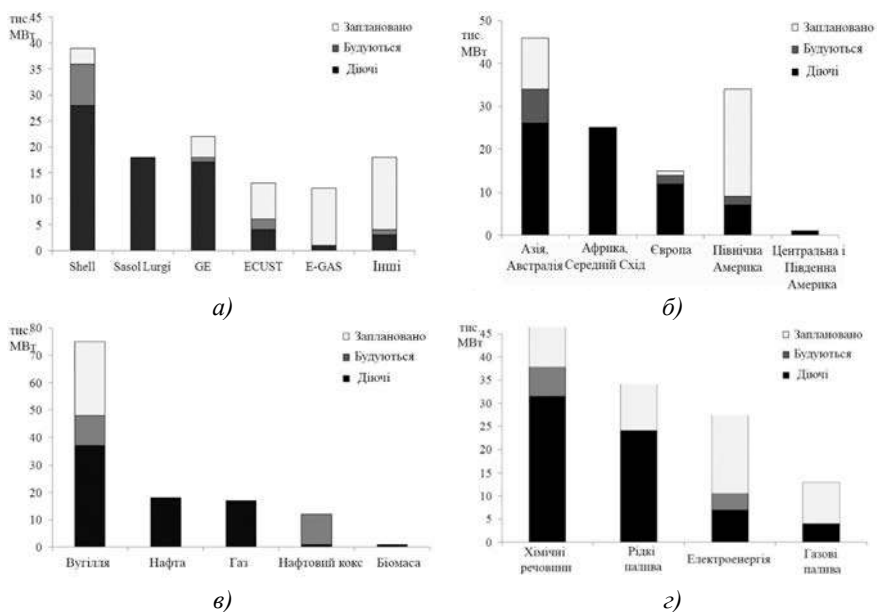 тис.
МВт
45
40
35
30
25
20
15
10
5
0
Заплановано
Будуються
Діючі
Shell Sasol Lurgi GE ECUST E-GAS Інші
а)
тис.
МВт
50
40
30
20
10
0
Заплановано
Будуються
Діючі
Азія, Африка, Європа Північна Центральна і
Австралія Середній Схід Америка Південна
Америка
б)
тис.
МВт
80
70
60
50
40
30
20
10
0
Заплановано
Будуються
Діючі
Вугілля Нафта Газ Нафтовий кокс Біомаса
в)
тис.
МВт
45
40
35
30
25
20
15
10
5
0
Заплановано
Будуються
Діючі
Хімічні Рідкі Електроенергія Газові
речовини палива палива
г)